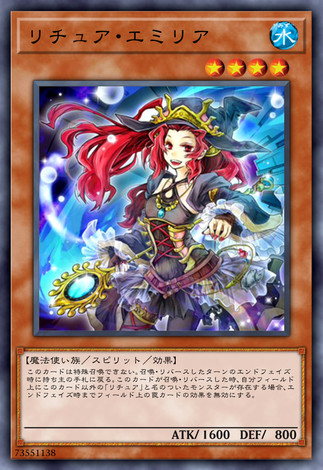 リチュア・エミリア
水
【魔法使い族／スピリット／効果】
このカードは特殊召喚できない。召喚・リバースしたターンのエンドフェイズ
時に持ち主の手札に戻る。このカードが召喚・リバースした時、自分フィールド
上にこのカード以外の「リチュア」と名のついたモンスターが存在する場合、エ
ンドフェイズ時までフィールド上の罠カードの効果を無効にする。
ATK/ 1600 DEF/ 800
73551138